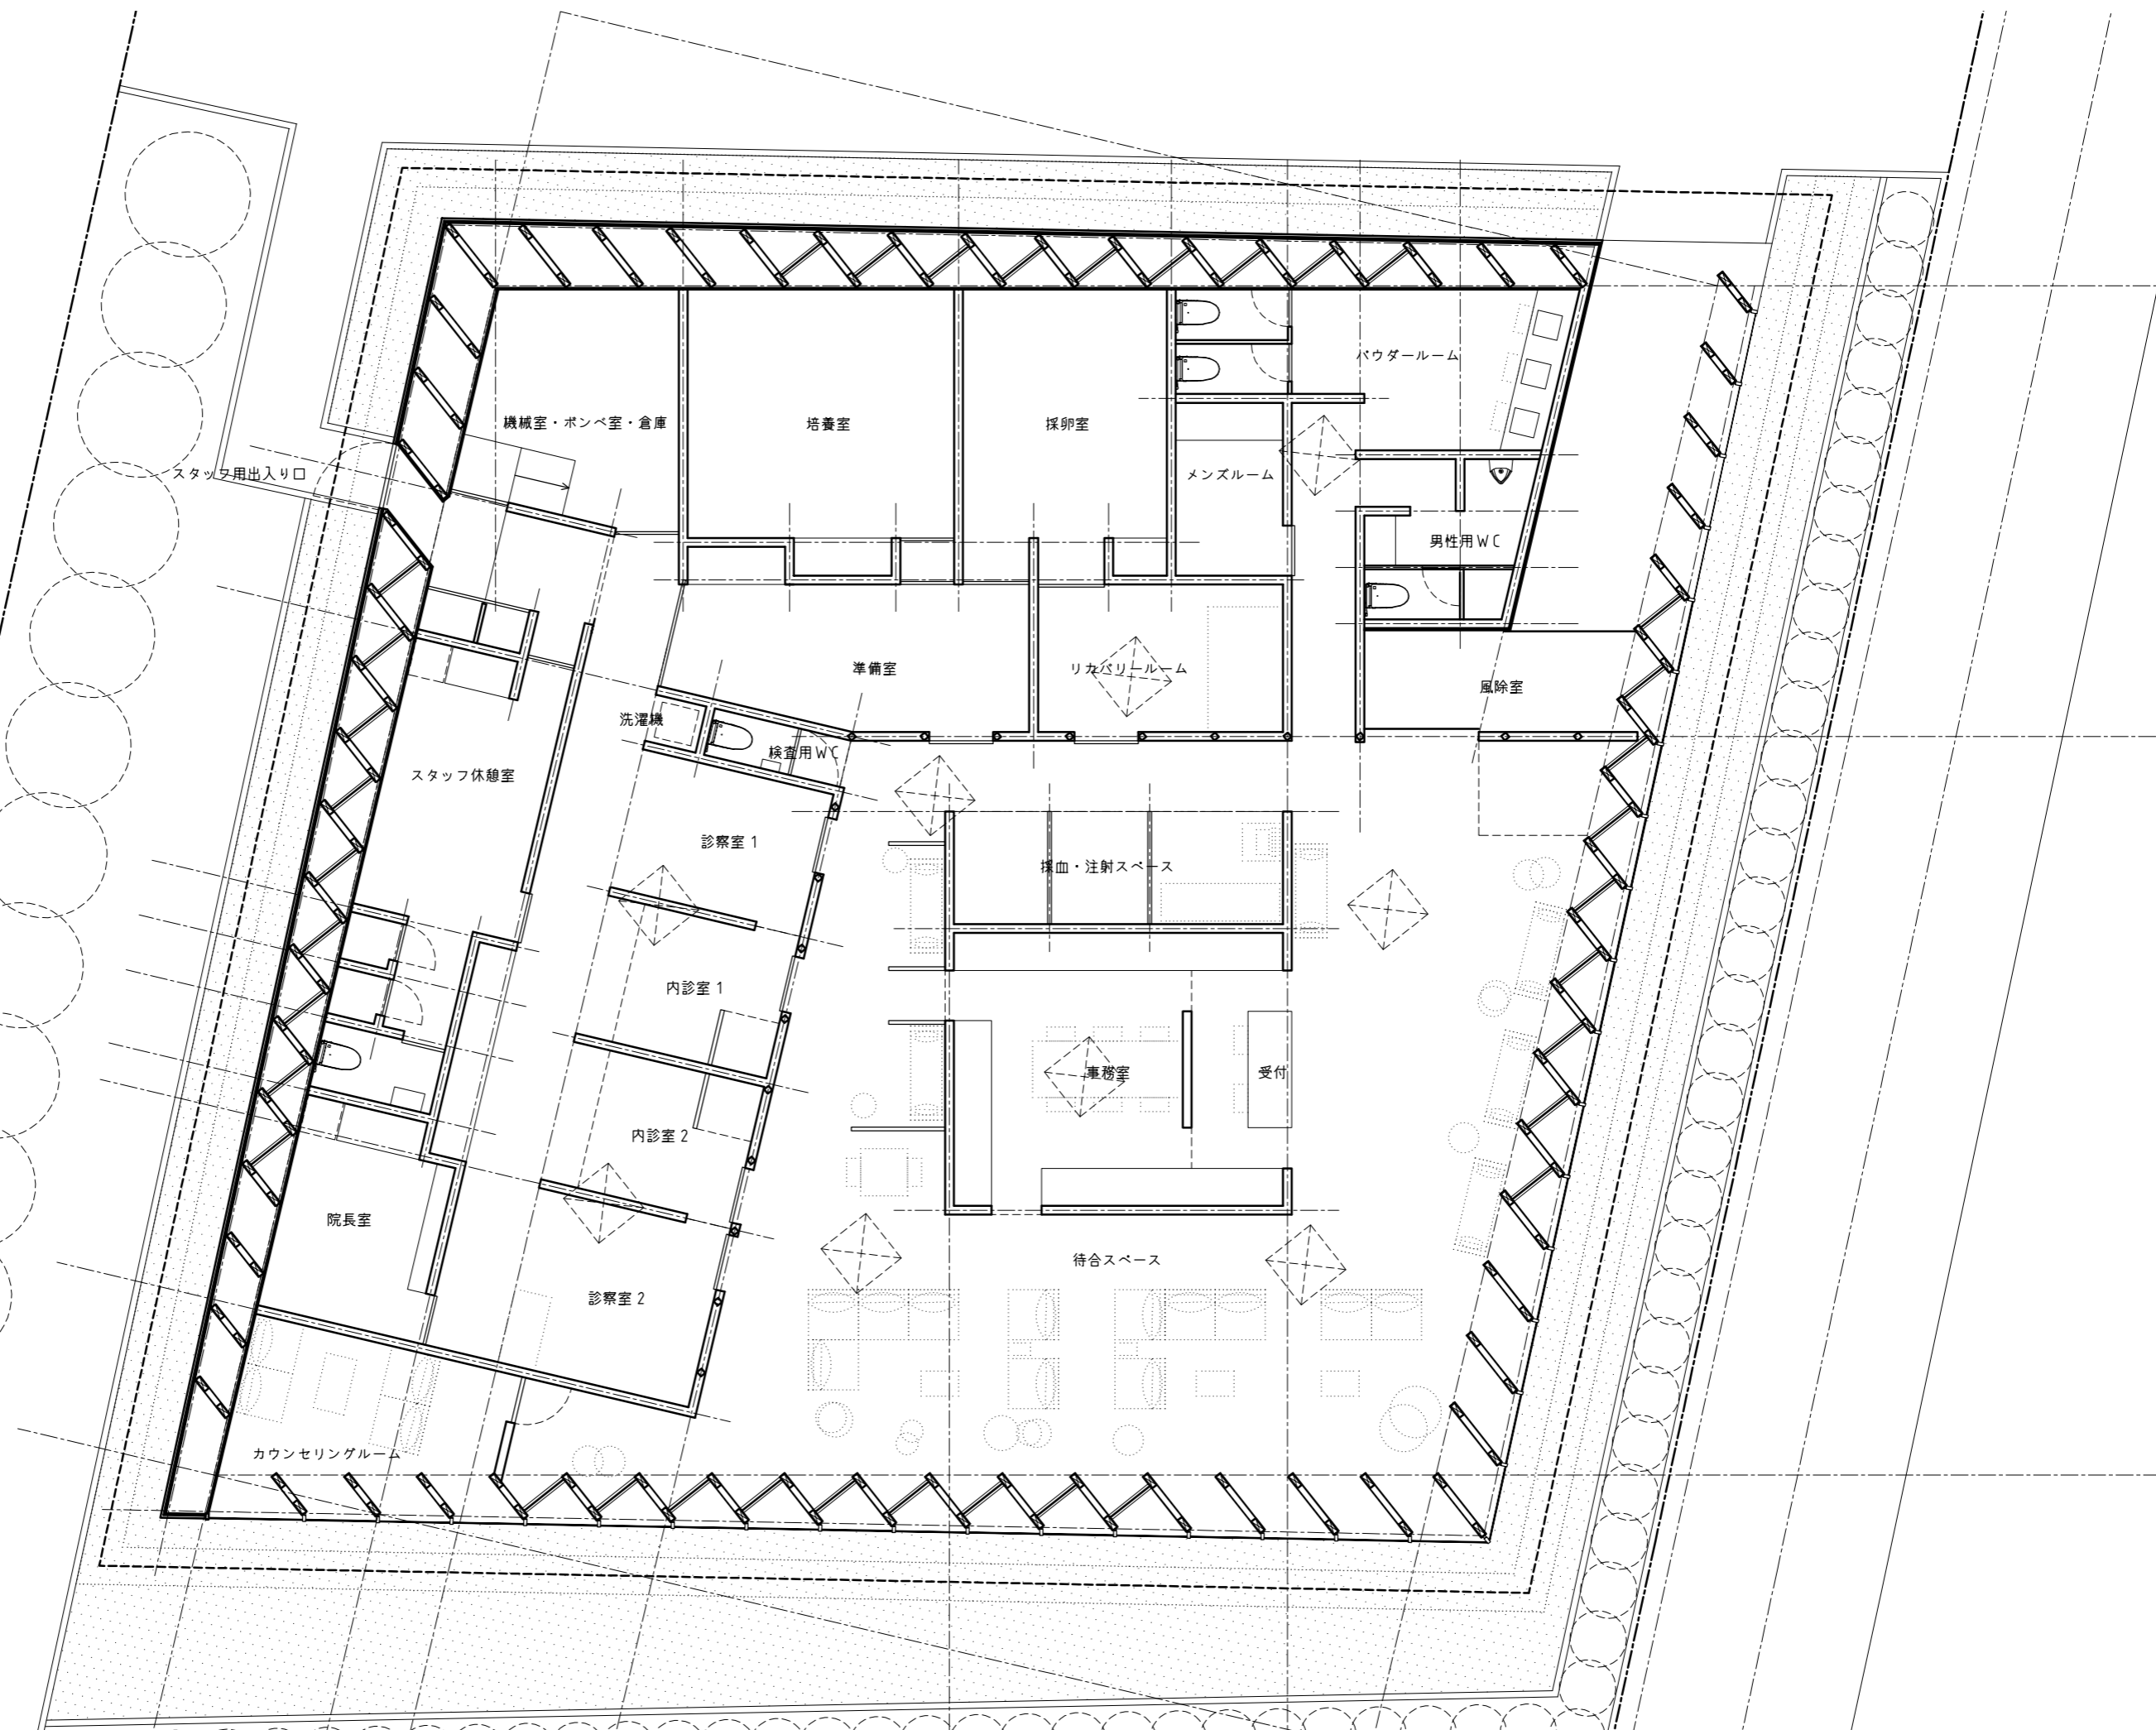 パウダールーム
機械室・ボンベ室・倉庫
培養室
採卵室
スタッフ用出入り口
メンズルーム
男性用WC
準備室
リカバリールーム
風除室
洗濯機
検査用WC
スタッフ休憩室
診察室1
採血・注射スペース
内診室1
事務室
受付
内診室2
院長室
待合スペース
診察室2
カウンセリングルーム